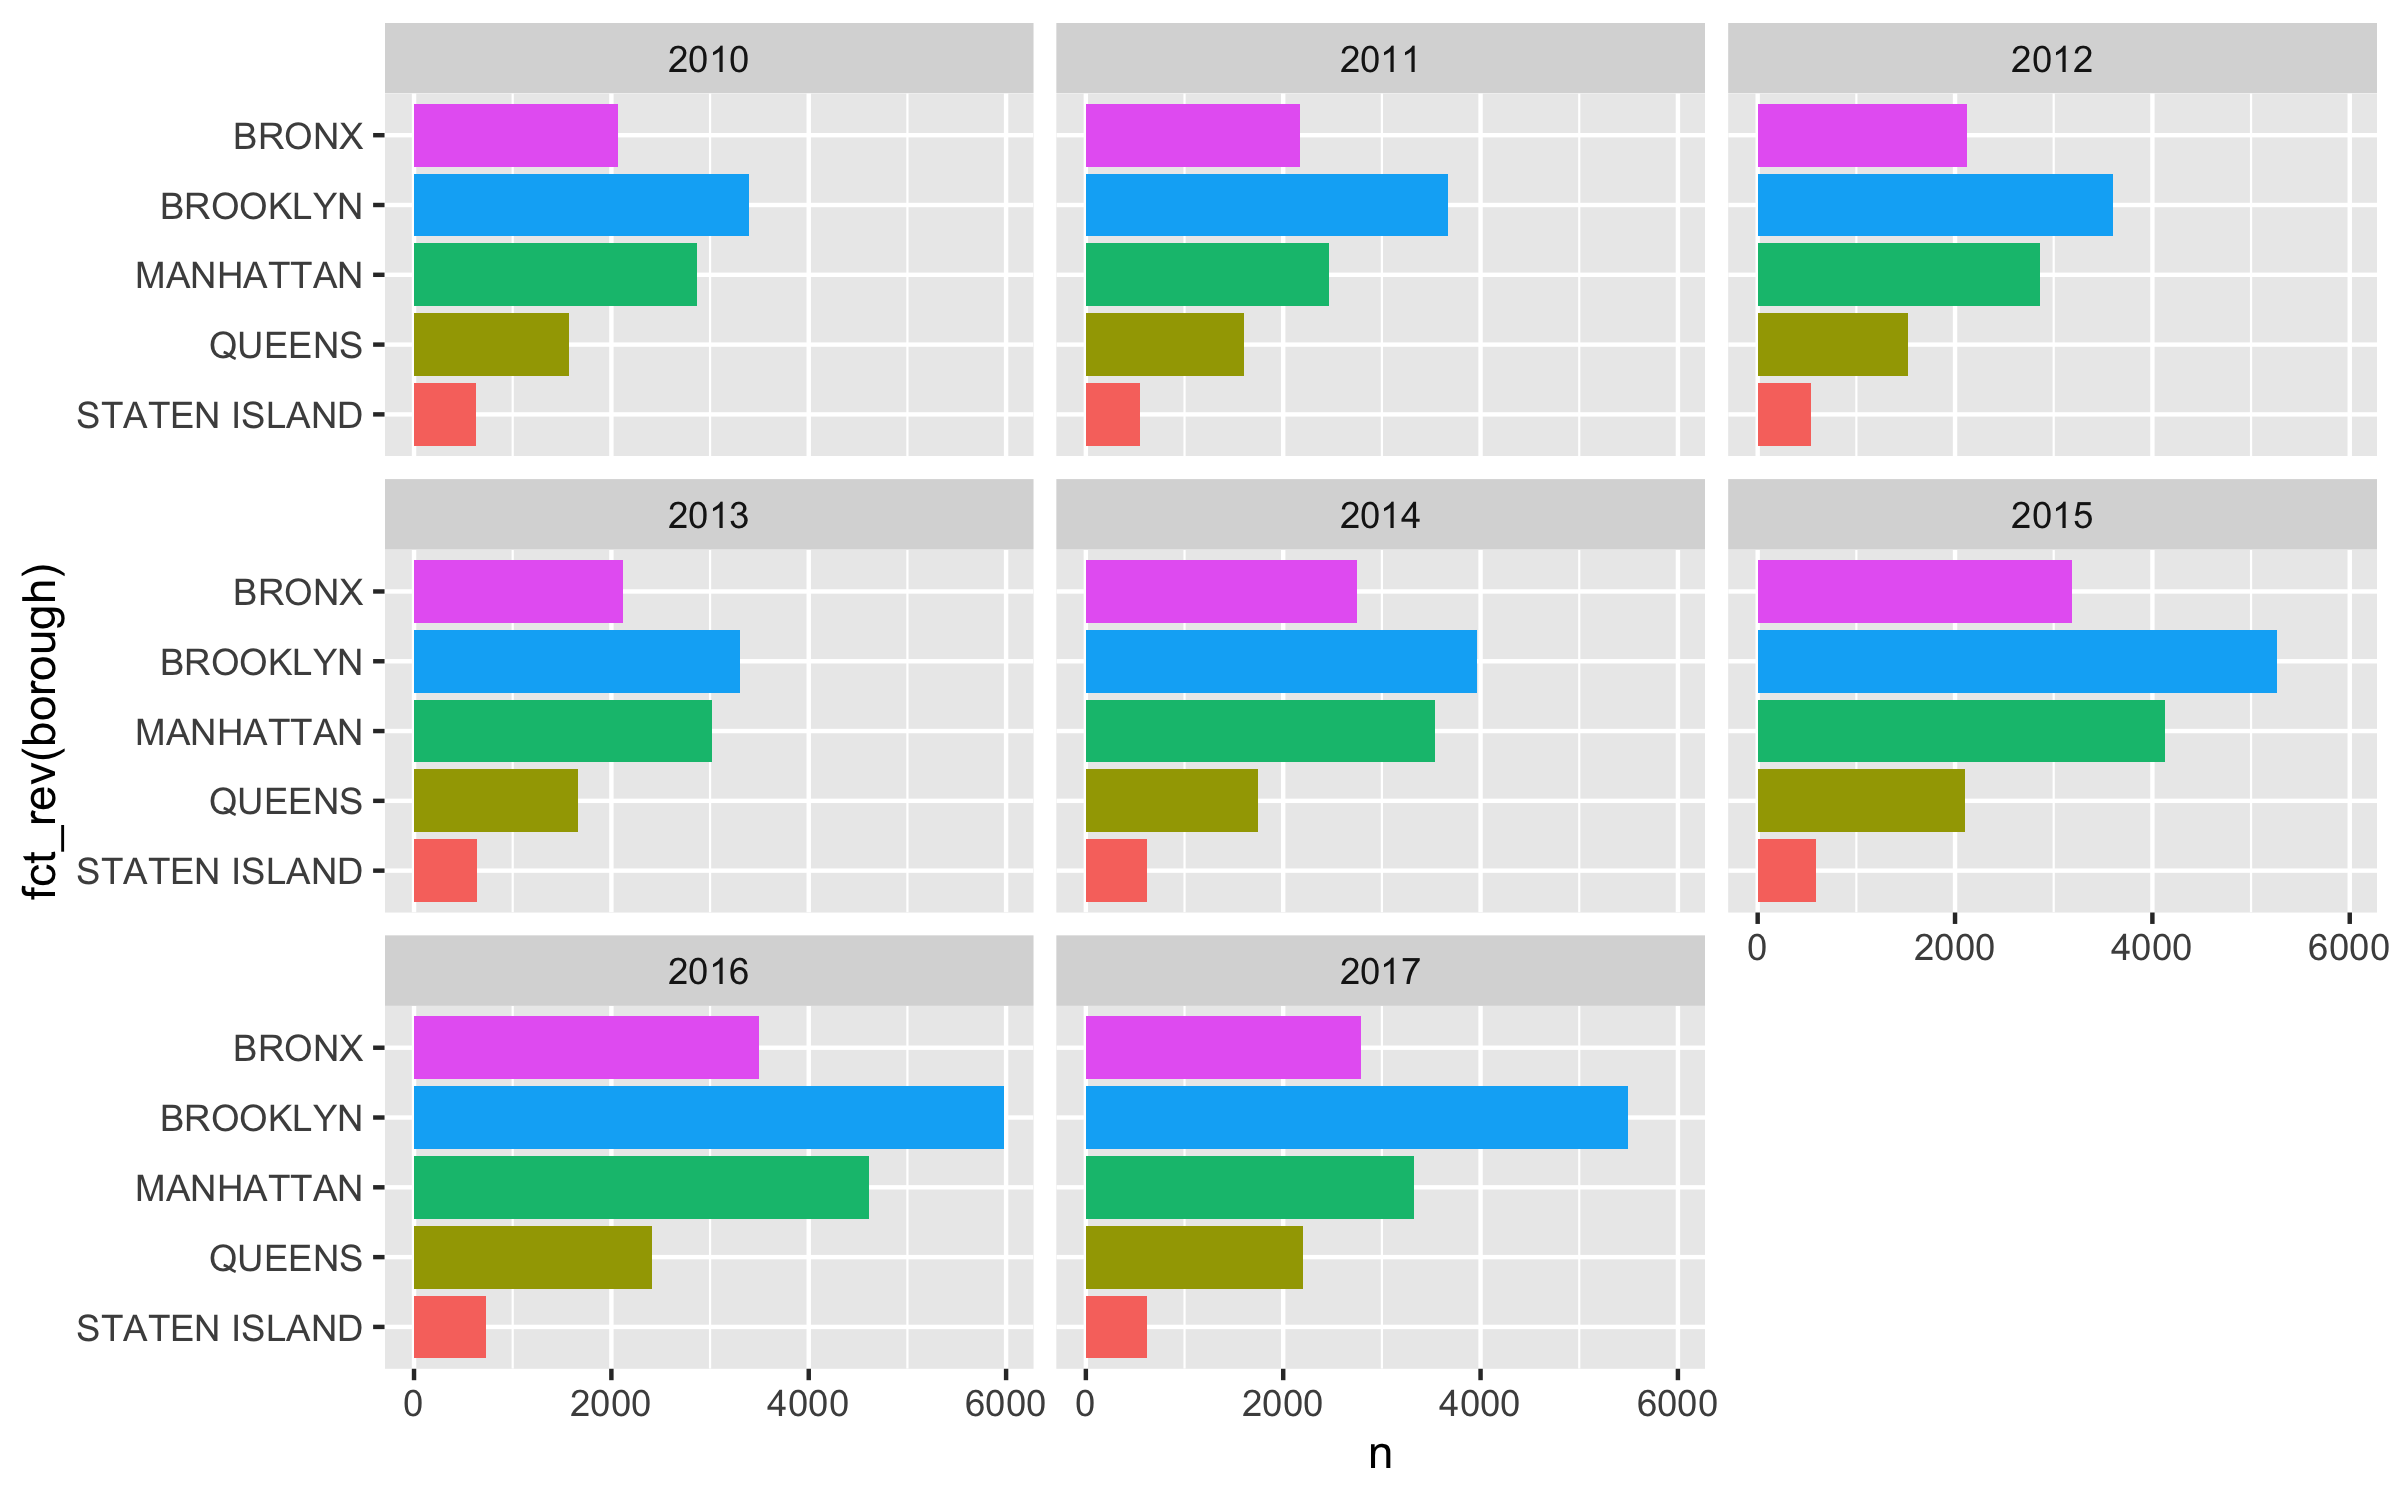 2010
2011
2012
BRONX
BROOKLYN
MANHATTAN
QUEENS
STATEN ISLAND
2013
2014
2015
fct_rev(borough)
BRONX
BROOKLYN
MANHATTAN
QUEENS
STATEN ISLAND
0 2000 4000 6000
2016
2017
BRONX
BROOKLYN
MANHATTAN
QUEENS
STATEN ISLAND
0 2000 4000 6000
0 2000 4000 6000
n